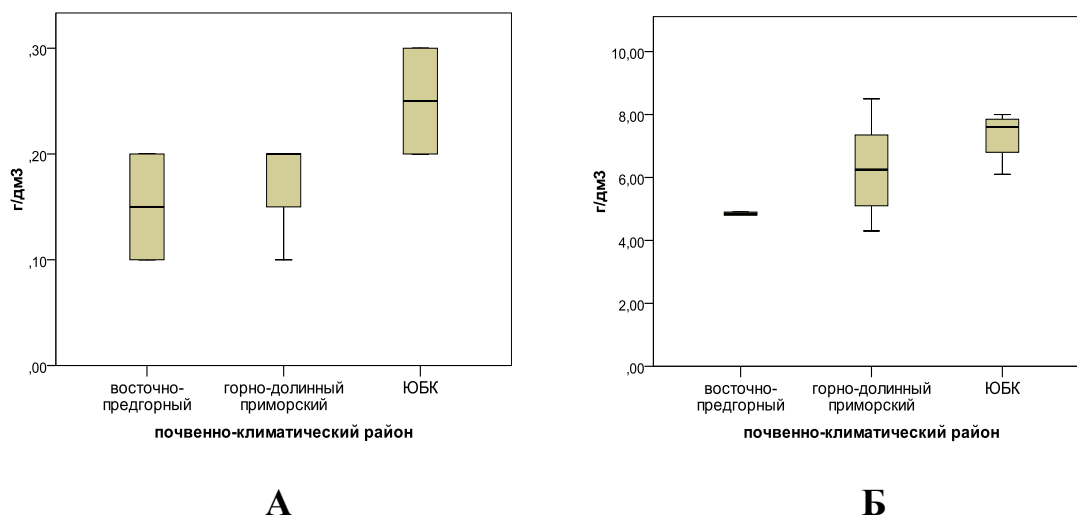 ,30
,20
,10
,00
г/дм3
восточно-
предгорный
горно-долинный
приморский
ЮБК
почвенно-климатический район
А
10,00
8,00
6,00
4,00
2,00
,00
г/дм3
восточно-
предгорный
горно-долинный
приморский
ЮБК
почвенно-климатический район
Б